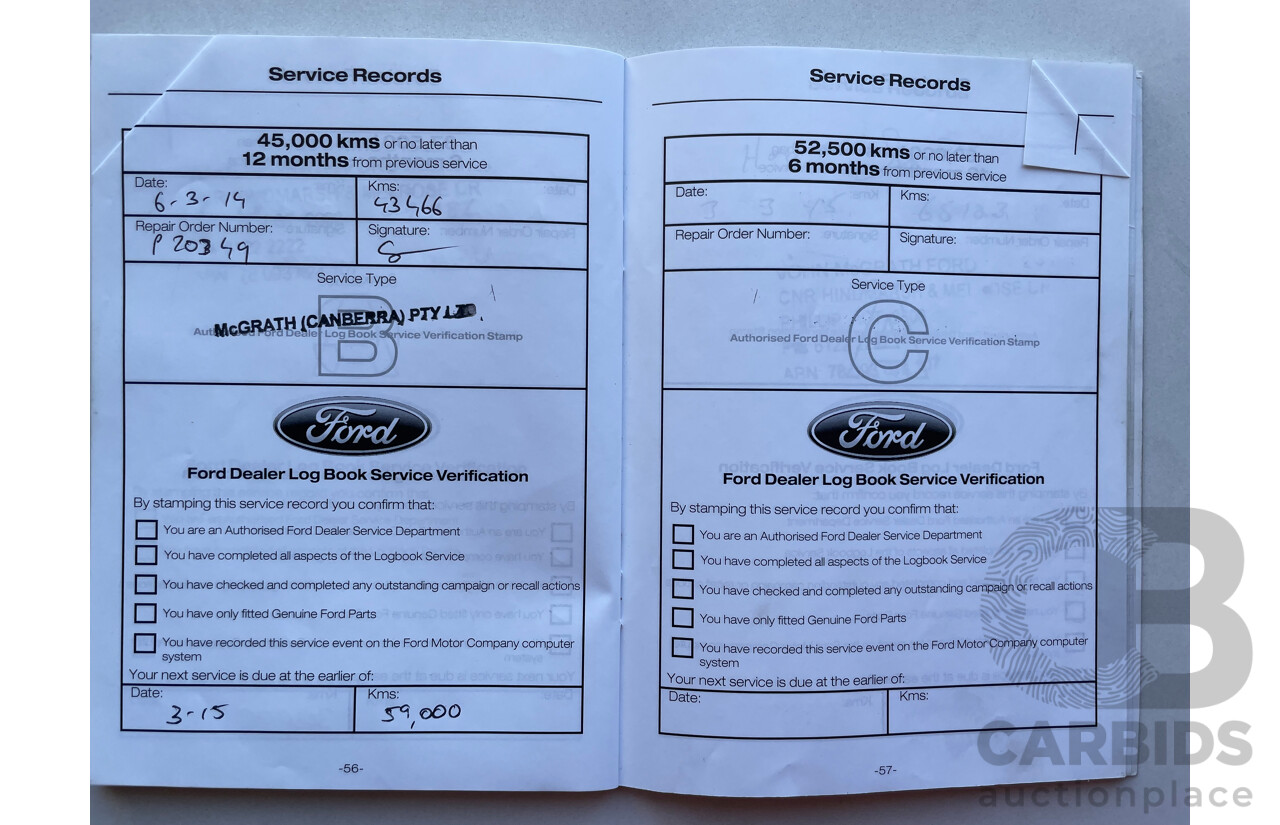 Service Records
45,000 kms or no later than
12 months from previous service
Date:
6-3-14
Kms:
43466
Repair Order Number:
P20349
Signature:
Service Type
B
McGRATH (CANBERRA) PTY LTD.
Authorised Ford Dealer Log Book Service Verification Stamp
Ford
Ford Dealer Log Book Service Verification
By stamping this service record you confirm that:
You are an Authorised Ford Dealer Service Department
You have completed all aspects of the Logbook Service
You have checked and completed any outstanding campaign or recall actions
You have only fitted Genuine Ford Parts
You have recorded this service event on the Ford Motor Company computer
system
Your next service is due at the earlier of:
Date:
3-15
Kms:
59,000
-56-
Service Records
52,500 kms or no later than
6 months from previous service
Date:
Kms:
Repair Order Number:
Signature:
Service Type
C
Authorised Ford Dealer Log Book Service Verification Stamp
Ford
Ford Dealer Log Book Service Verification
By stamping this service record you confirm that:
You are an Authorised Ford Dealer Service Department
You have completed all aspects of the Logbook Service
You have checked and completed any outstanding campaign or recall actions
You have only fitted Genuine Ford Parts
You have recorded this service event on the Ford Motor Company computer
system
Your next service is due at the earlier of:
Date:
Kms:
-57-
CB
CARBIDS
auctionplace